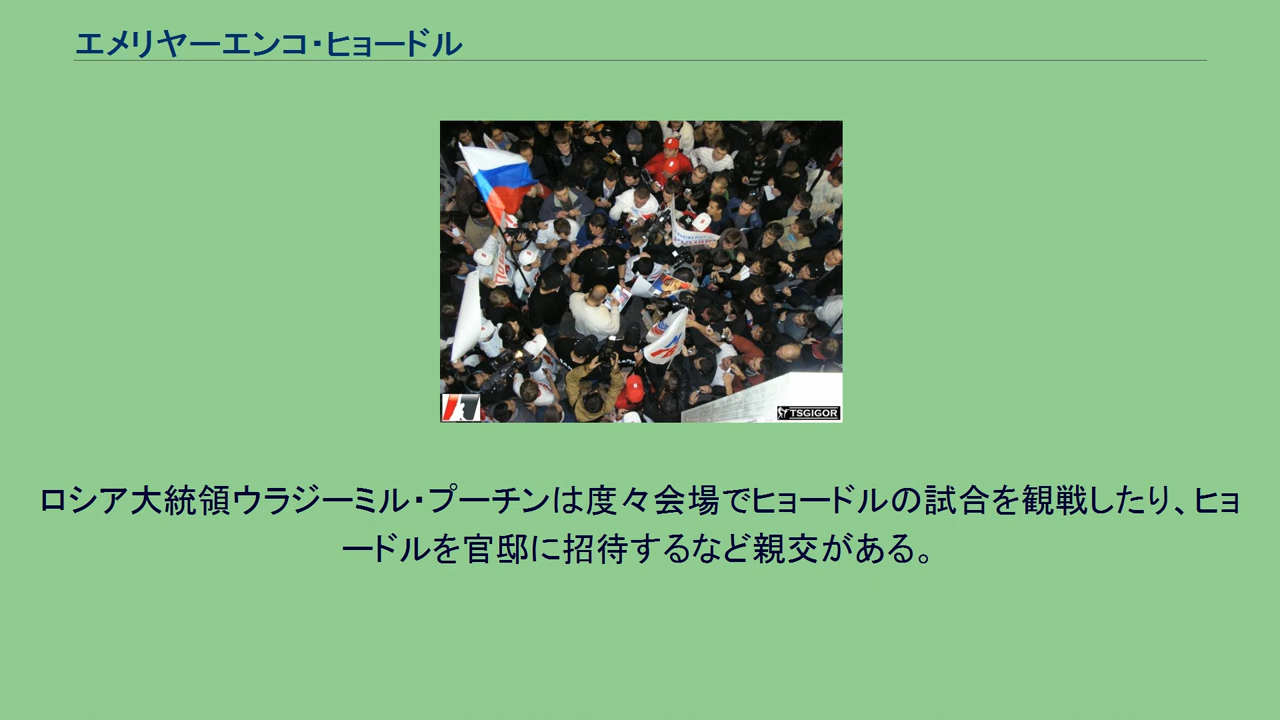 エメリヤーエンコ・ヒョードル
TSGIGOR
ロシア大統領ウラジーミル・プーチンは度々会場でヒョードルの試合を観戦したり、ヒョ
ードルを官邸に招待するなど親交がある。